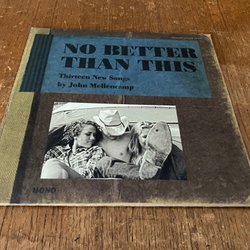 NO BETTER
THAN THIS
Thirteen New Songs
by John Mellencamp
MONO